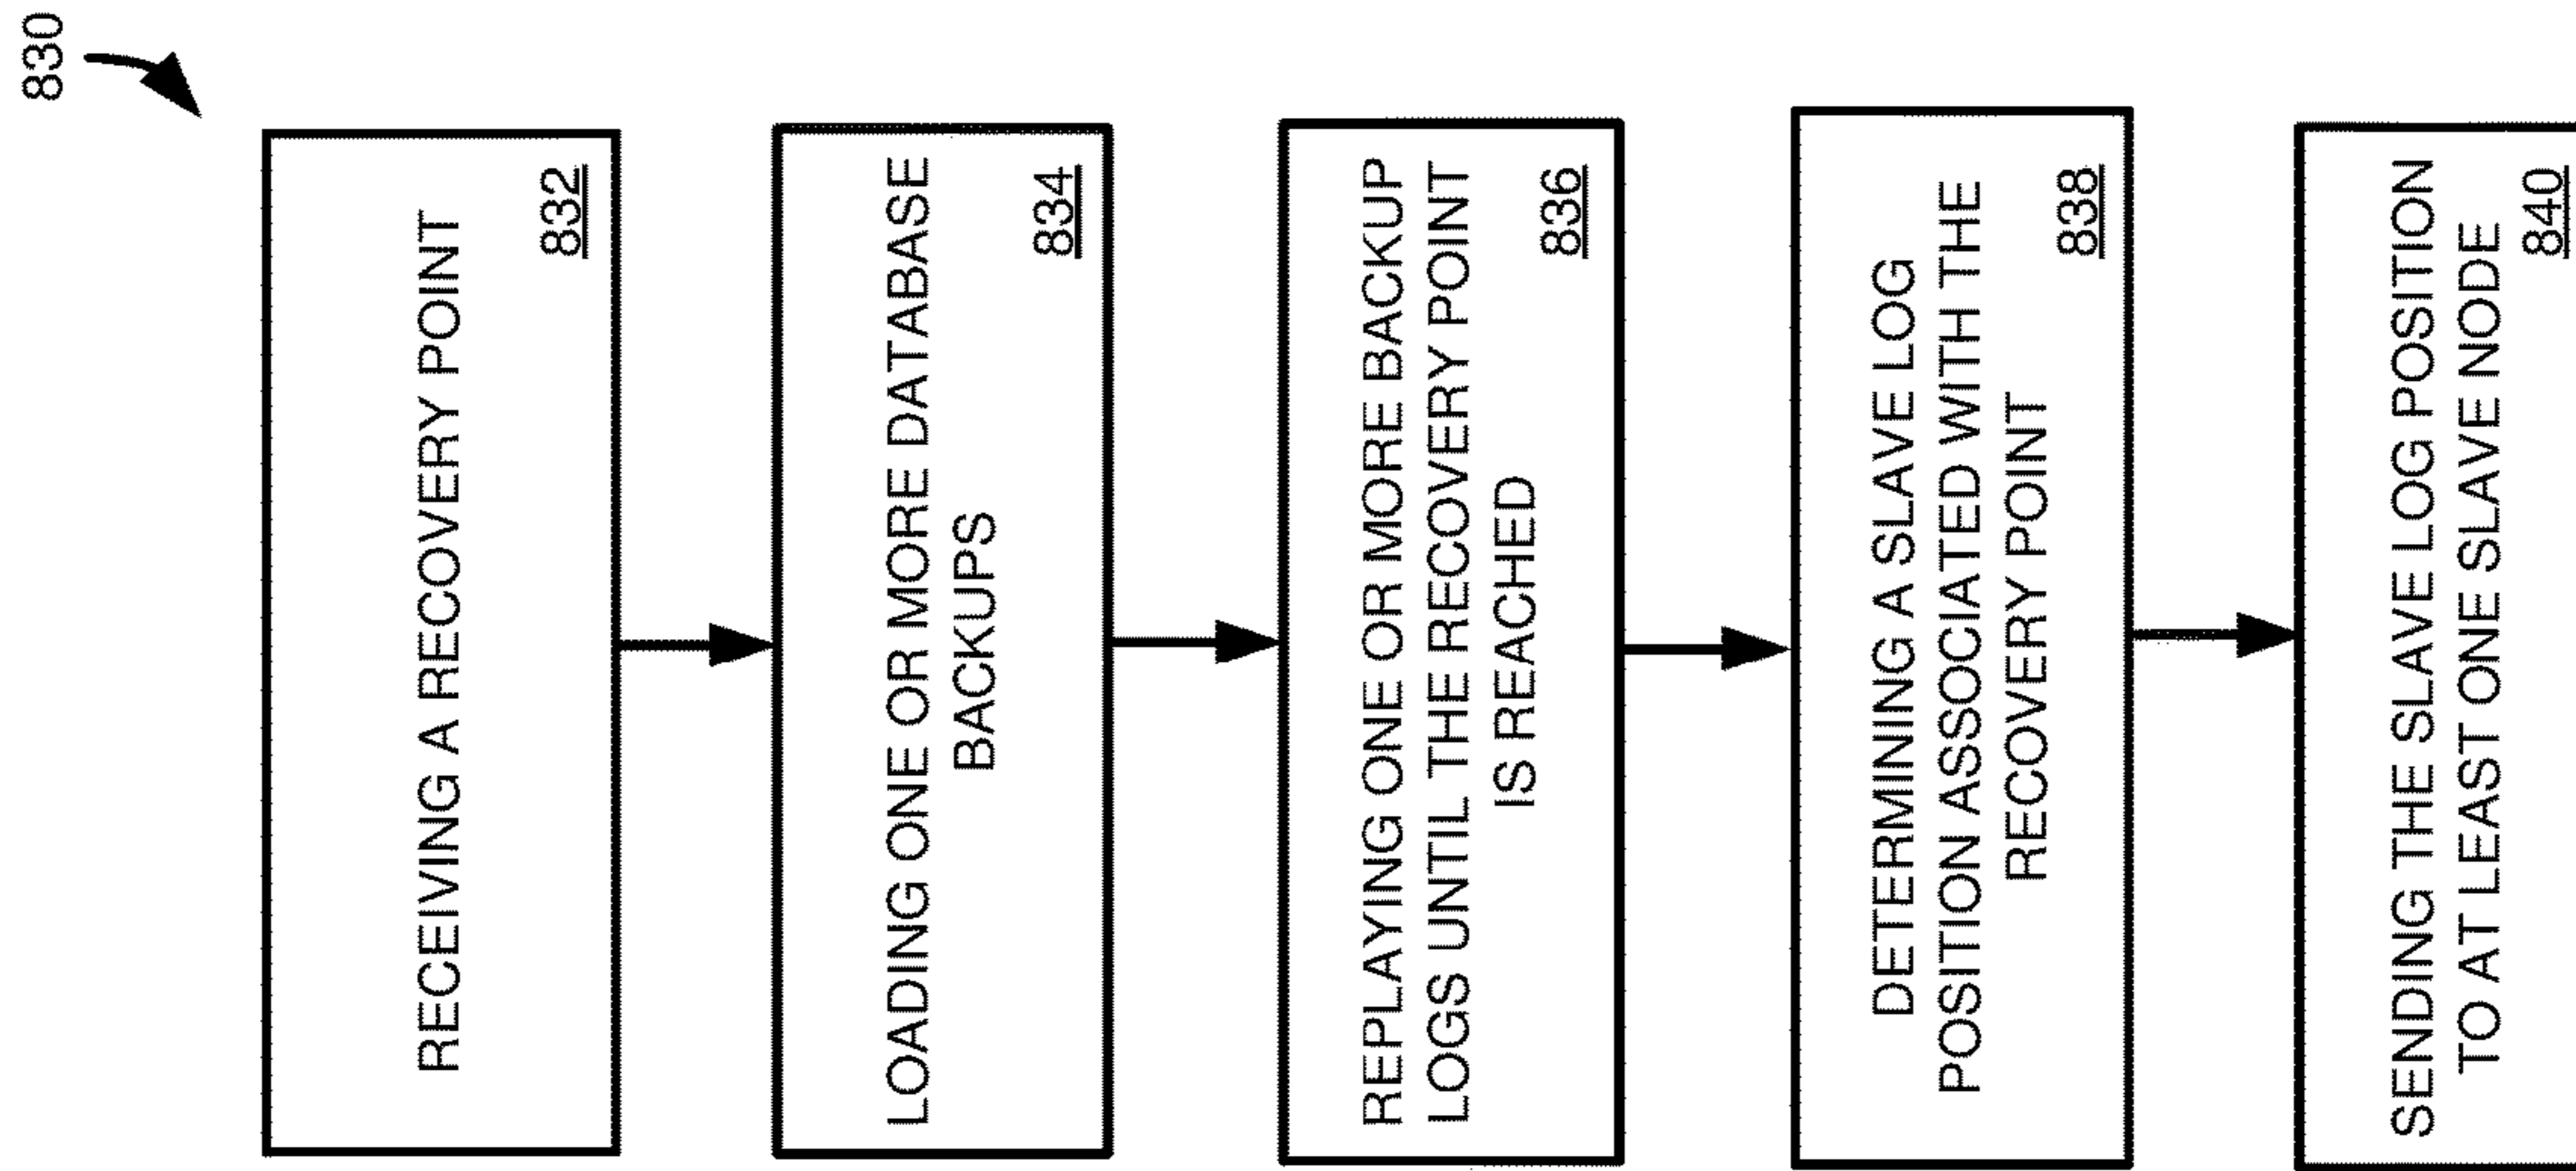 830
RECEIVING A RECOVERY POINT
832
LOADING ONE OR MORE DATABASE
BACKUPS
834
REPLAYING ONE OR MORE BACKUP
LOGS UNTIL THE RECOVERY POINT
IS REACHED
836
DETERMINING A SLAVE LOG
POSITION ASSOCIATED WITH THE
RECOVERY POINT
838
SENDING THE SLAVE LOG POSITION
TO AT LEAST ONE SLAVE NODE
840